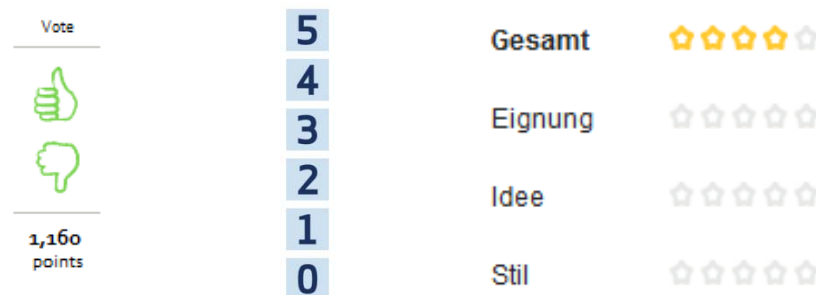 Vote
1,160
points
5
4
3
2
1
0
Gesamt
Eignung
Idee
Stil